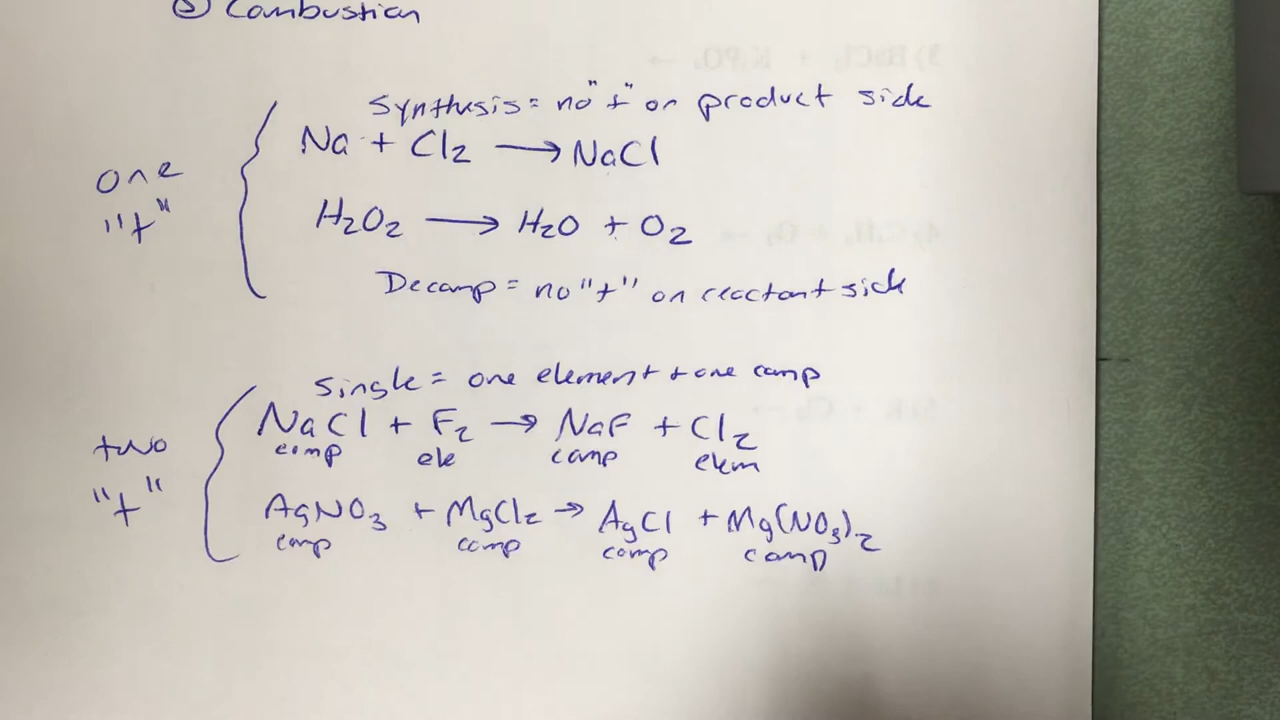 ⑤ Combustion
Synthesis = no "+" on product side
Na + Cl₂ → NaCl
one
"+"
H₂O₂ → H₂O + O₂
Decomp = no "+" on reactant side
Single = one element + one comp
NaCl + F₂ → NaF + Cl₂
comp ele comp elem
two
"+"
AgNO₃ + MgCl₂ → AgCl + Mg(NO₃)₂
comp comp comp comp